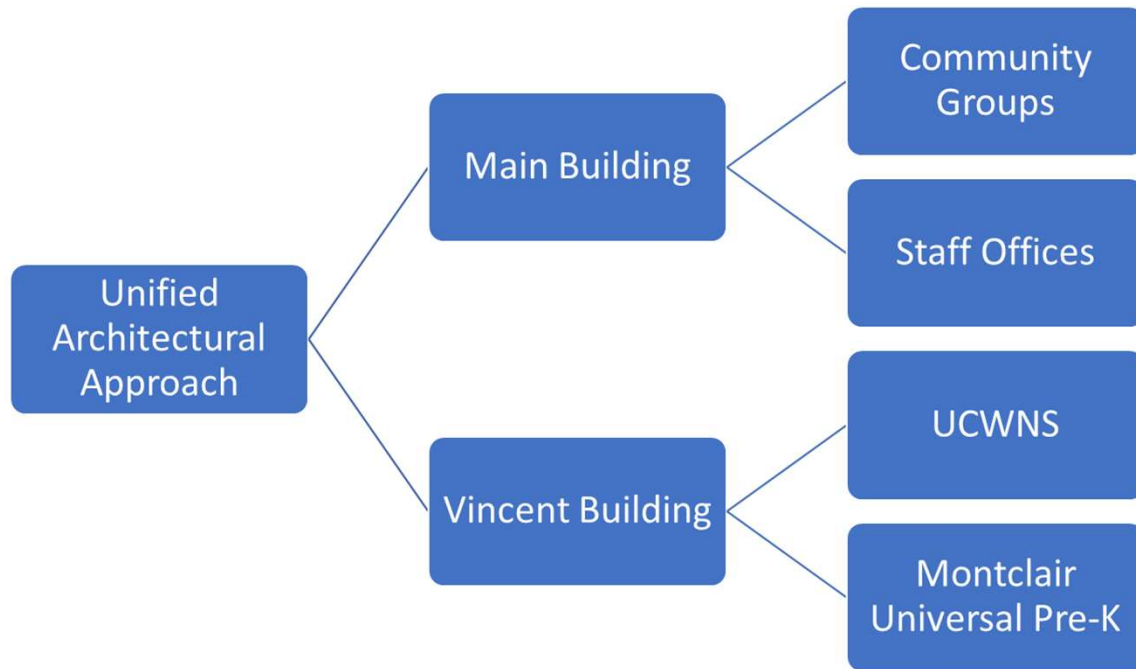 Unified
Architectural
Approach
Main Building
Vincent Building
Community
Groups
Staff Offices
UCWNS
Montclair
Universal Pre-K